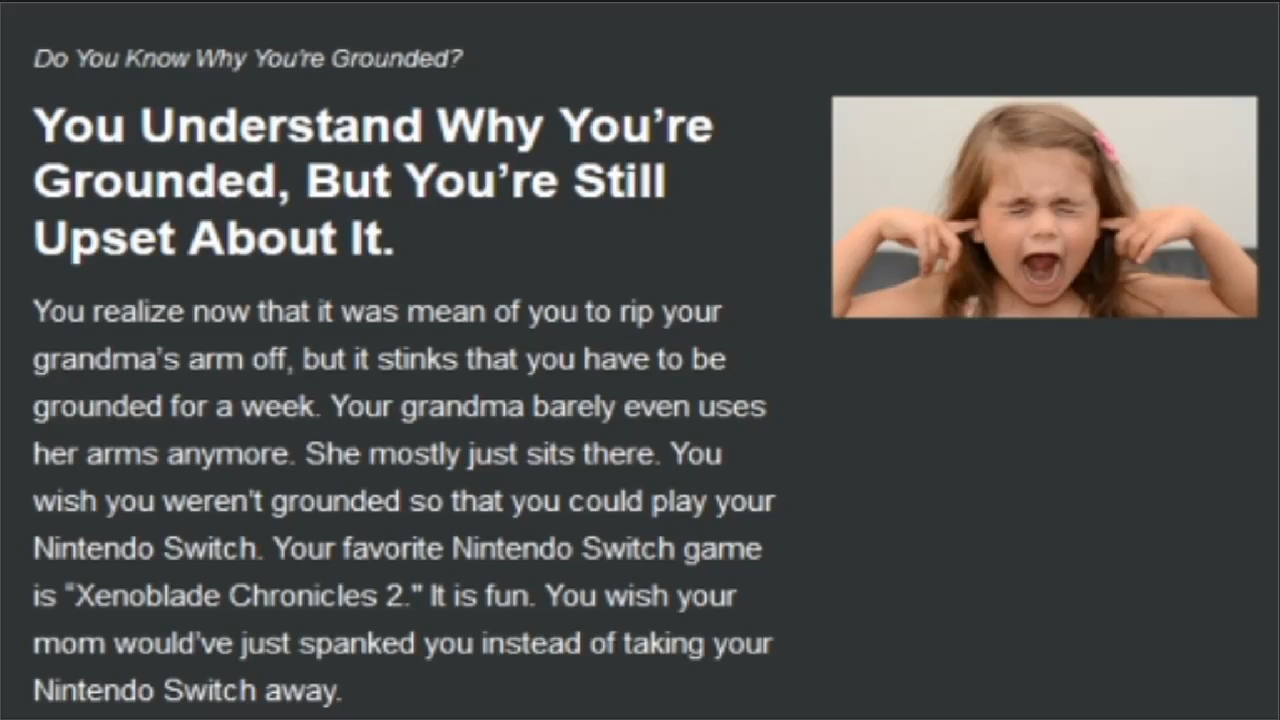 Do You Know Why You're Grounded?
You Understand Why You’re
Grounded, But You’re Still
Upset About It.
You realize now that it was mean of you to rip your
grandma's arm off, but it stinks that you have to be
grounded for a week. Your grandma barely even uses
her arms anymore. She mostly just sits there. You
wish you weren't grounded so that you could play your
Nintendo Switch. Your favorite Nintendo Switch game
is “Xenoblade Chronicles 2." It is fun. You wish your
mom would've just spanked you instead of taking your
Nintendo Switch away.